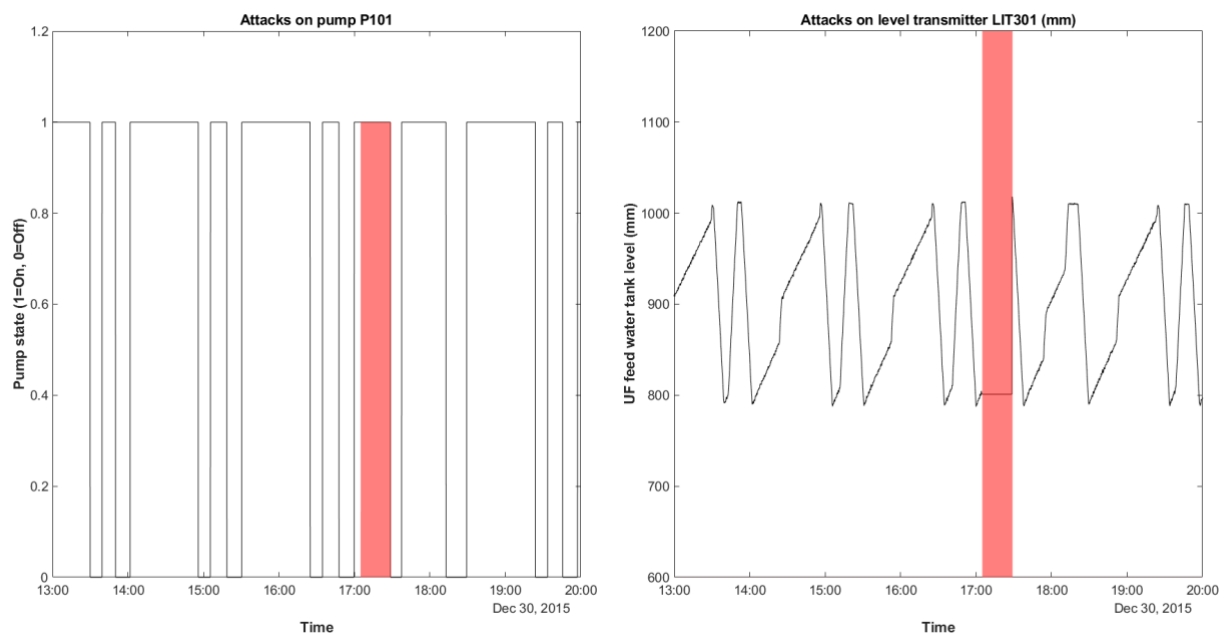 Attacks on pump P101
1.2
1
0.8
0.6
0.4
0.2
0
Pump state (1=On, 0=Off)
13:00 14:00 15:00 16:00 17:00 18:00 19:00 20:00
Dec 30, 2015
Time
Attacks on level transmitter LIT301 (mm)
1200
1100
1000
900
800
700
600
UF feed water tank level (mm)
13:00 14:00 15:00 16:00 17:00 18:00 19:00 20:00
Dec 30, 2015
Time